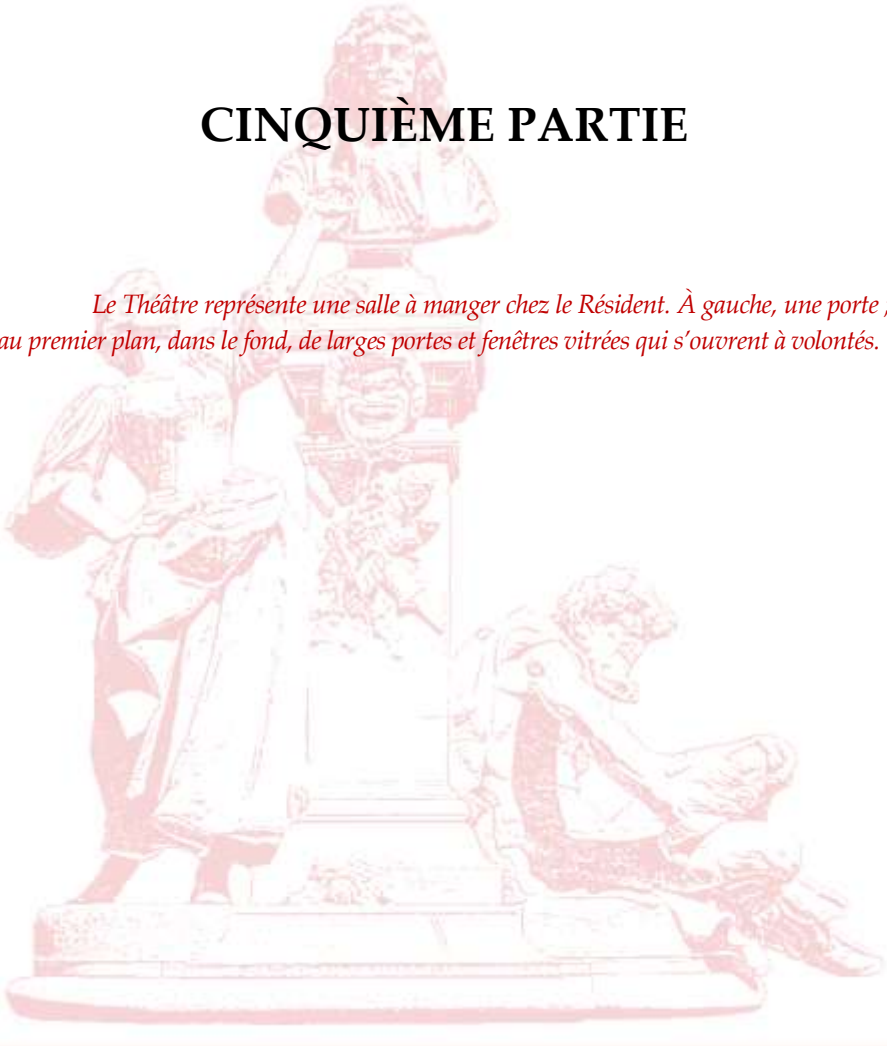 CINQUIÈME PARTIE
Le Théâtre représente une salle à manger chez le Résident. À gauche, une porte ;
au premier plan, dans le fond, de larges portes et fenêtres vitrées qui s’ouvrent à volontés.